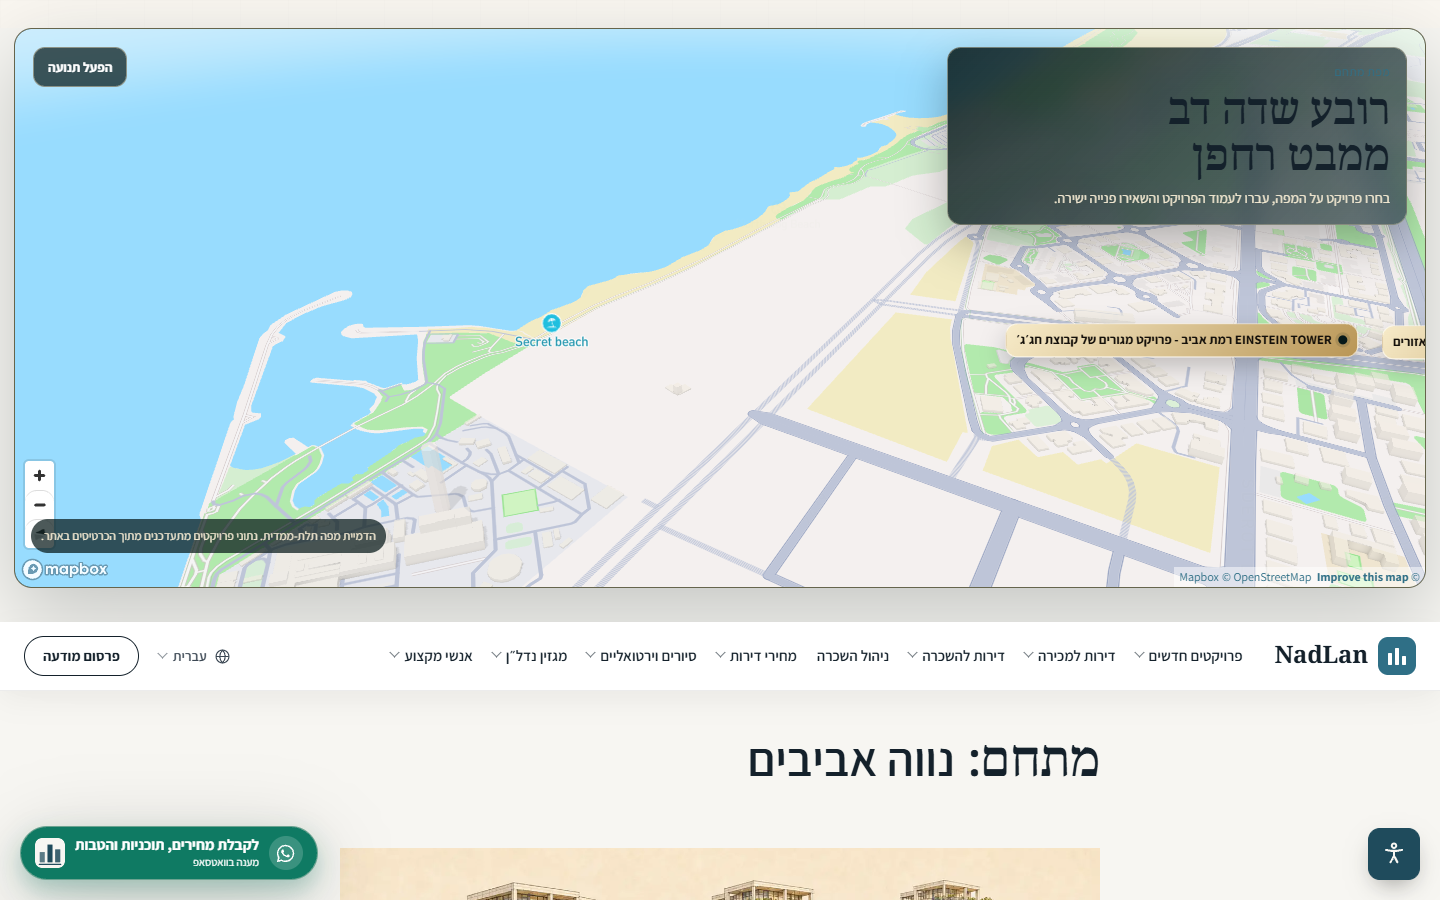 הפעל תנועה
רובע שדה דב
ממבט רחפן
בחרו פרויקט על המפה, עברו לעמוד הפרויקט והשאירו פנייה ישירה.
Secret beach
EINSTEIN TOWER רמת אביב - פרויקט מגורים של קבוצת חג׳ג׳
אזורים
הדמיית מפה תלת-ממדית. נתוני פרויקטים מתעדכנים מתוך הכרטיסים באתר.
mapbox
Mapbox © OpenStreetMap Improve this map ©
NadLan
פרויקטים חדשים
דירות למכירה
דירות להשכרה
ניהול השכרה
מחירי דירות
סיורים וירטואליים
מגזין נדל״ן
אנשי מקצוע
עברית
פרסום מודעה
מתחם: נווה אביבים
לקבלת מחירים, תוכניות והטבות
מענה בוואטסאפ